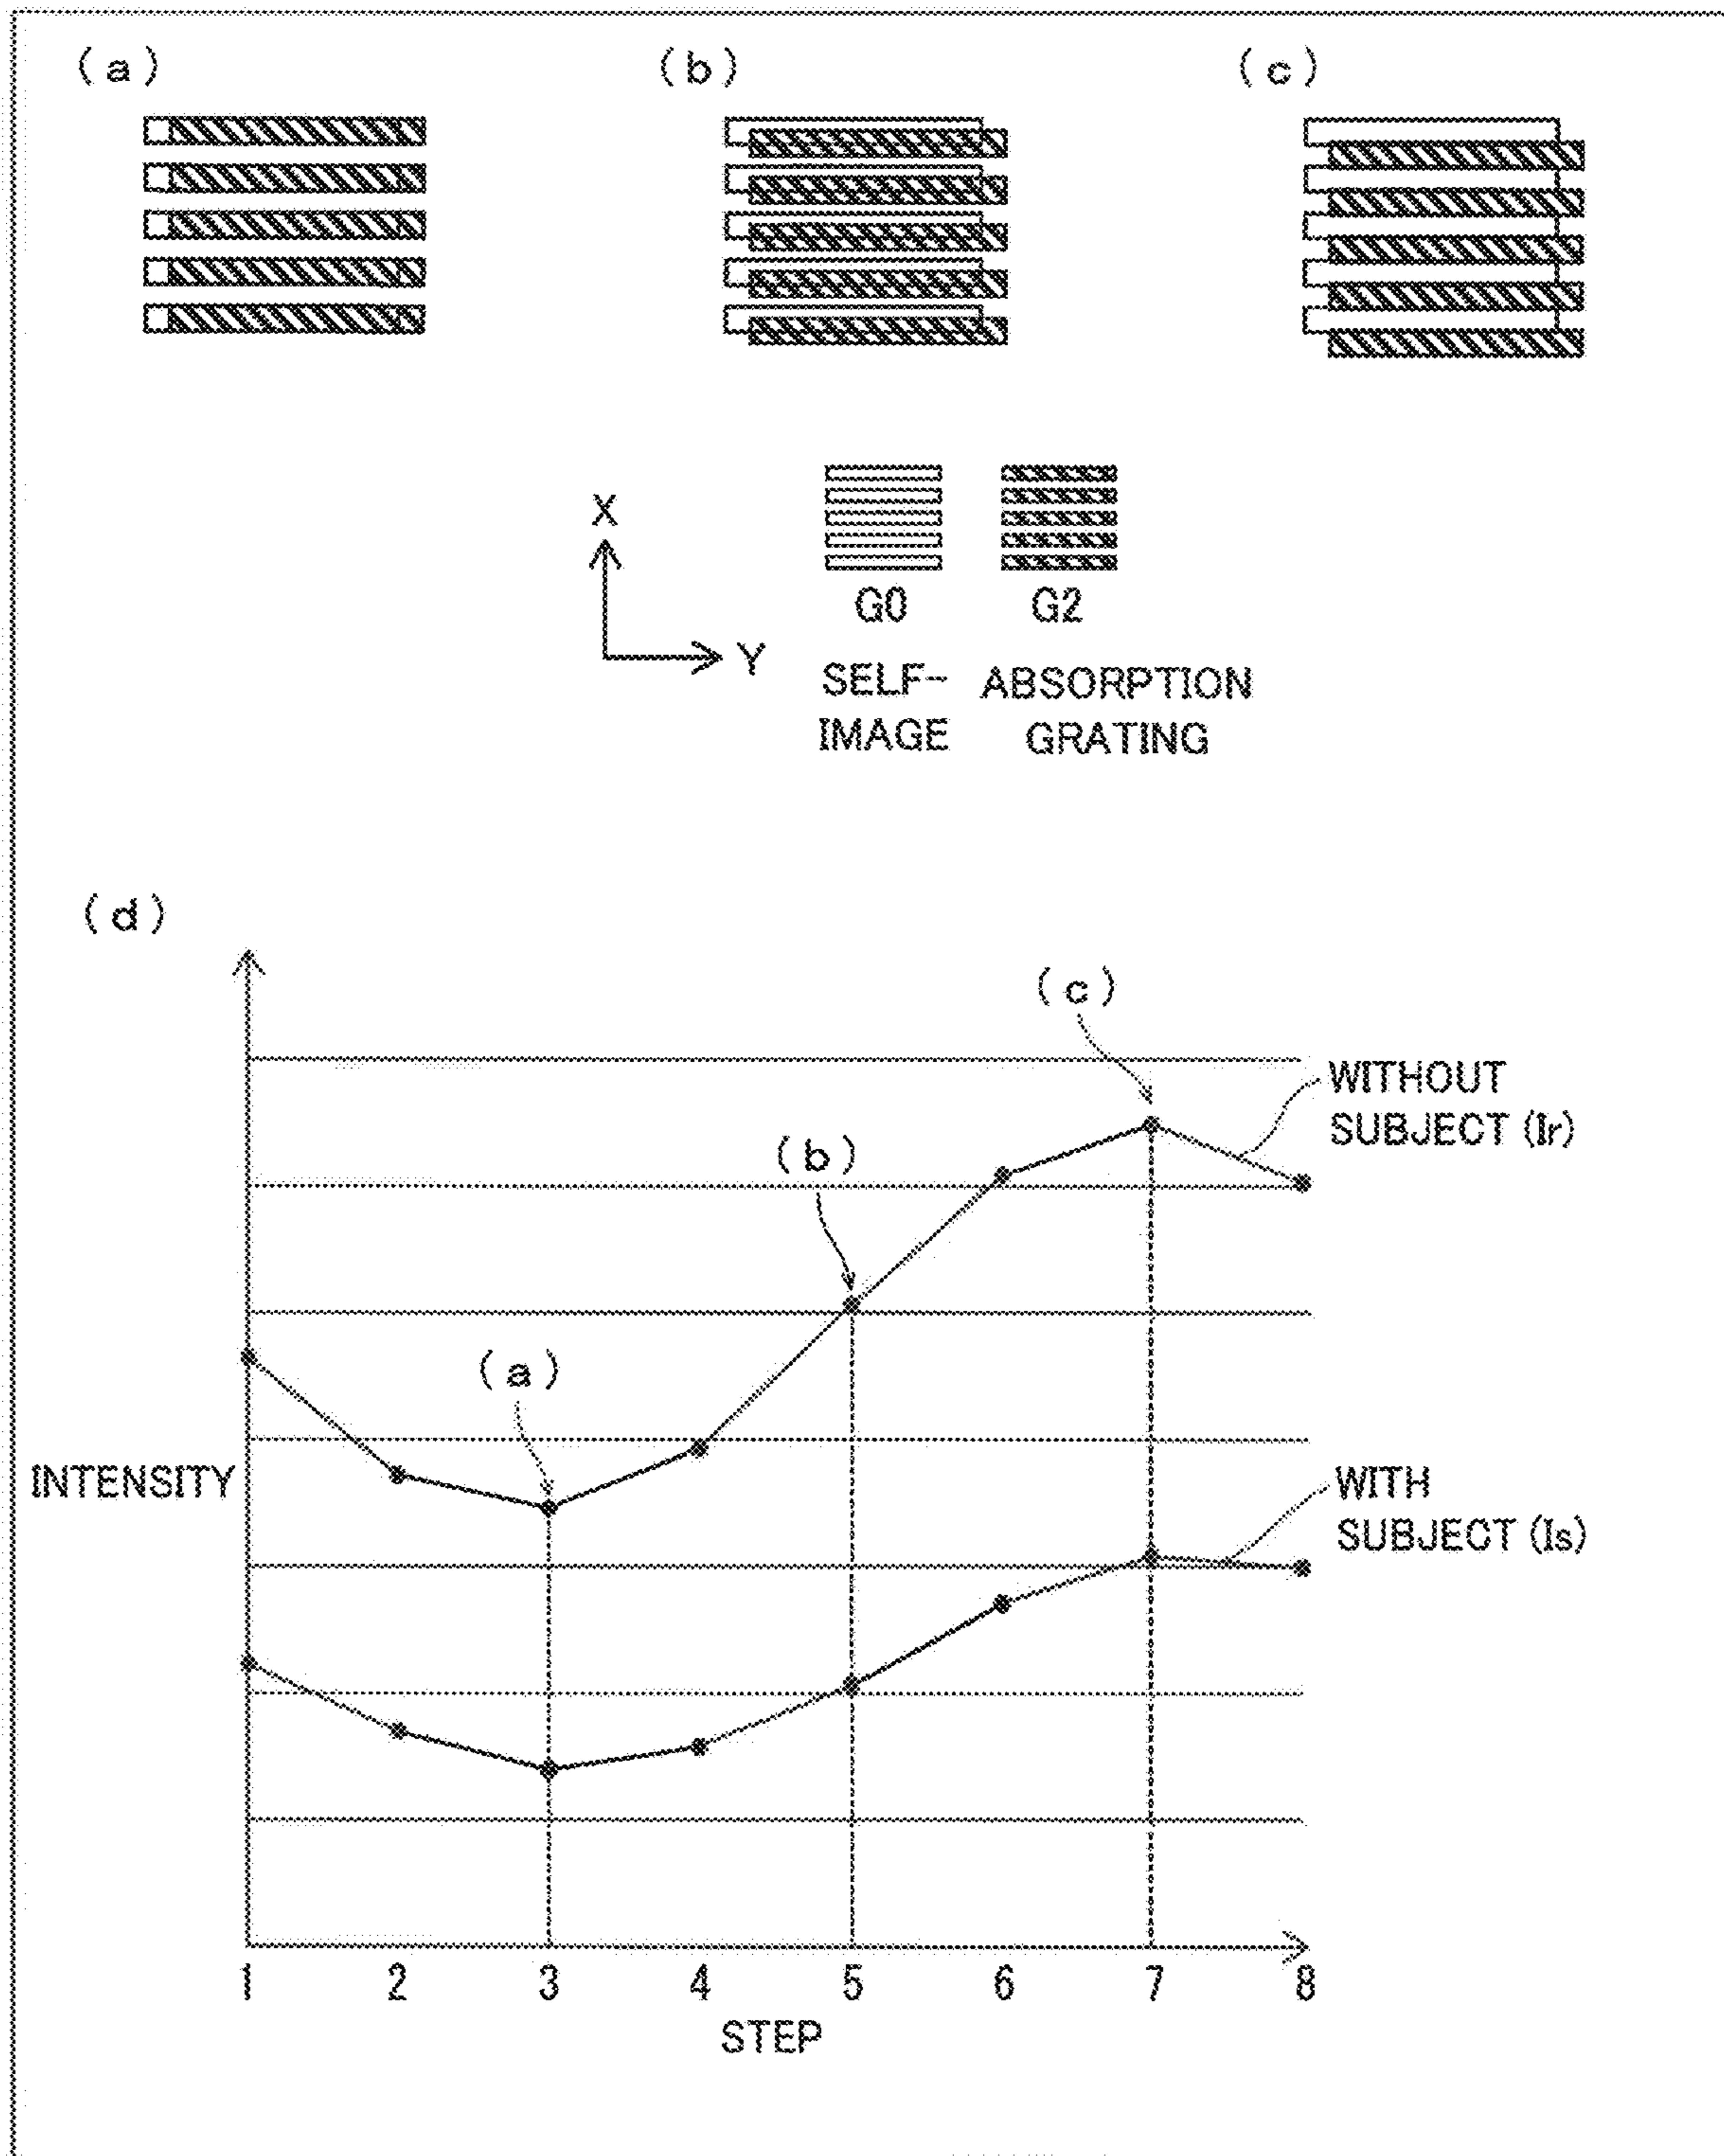 (a)
(b)
(c)
X
Y
G0
G2
SELF-
IMAGE
ABSORPTION
GRATING
(d)
(c)
WITHOUT
SUBJECT (Ir)
(b)
(a)
INTENSITY
WITH
SUBJECT (Is)
1 2 3 4 5 6 7 8
STEP